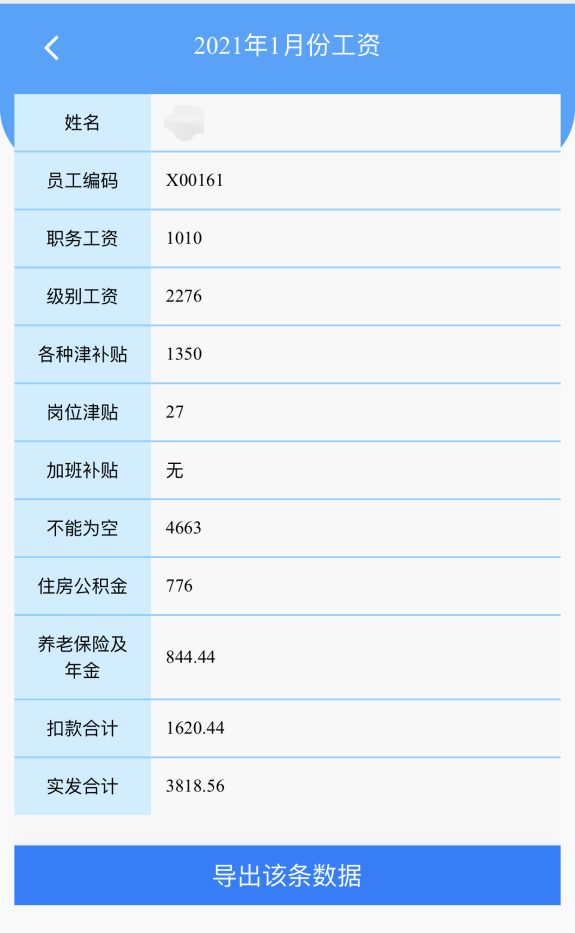 2021年1月份工资
姓名
员工编码 X00161
职务工资 1010
级别工资 2276
各种津补贴 1350
岗位津贴 27
加班补贴 无
不能为空 4663
住房公积金 776
养老保险及
年金 844.44
扣款合计 1620.44
实发合计 3818.56
导出该条数据